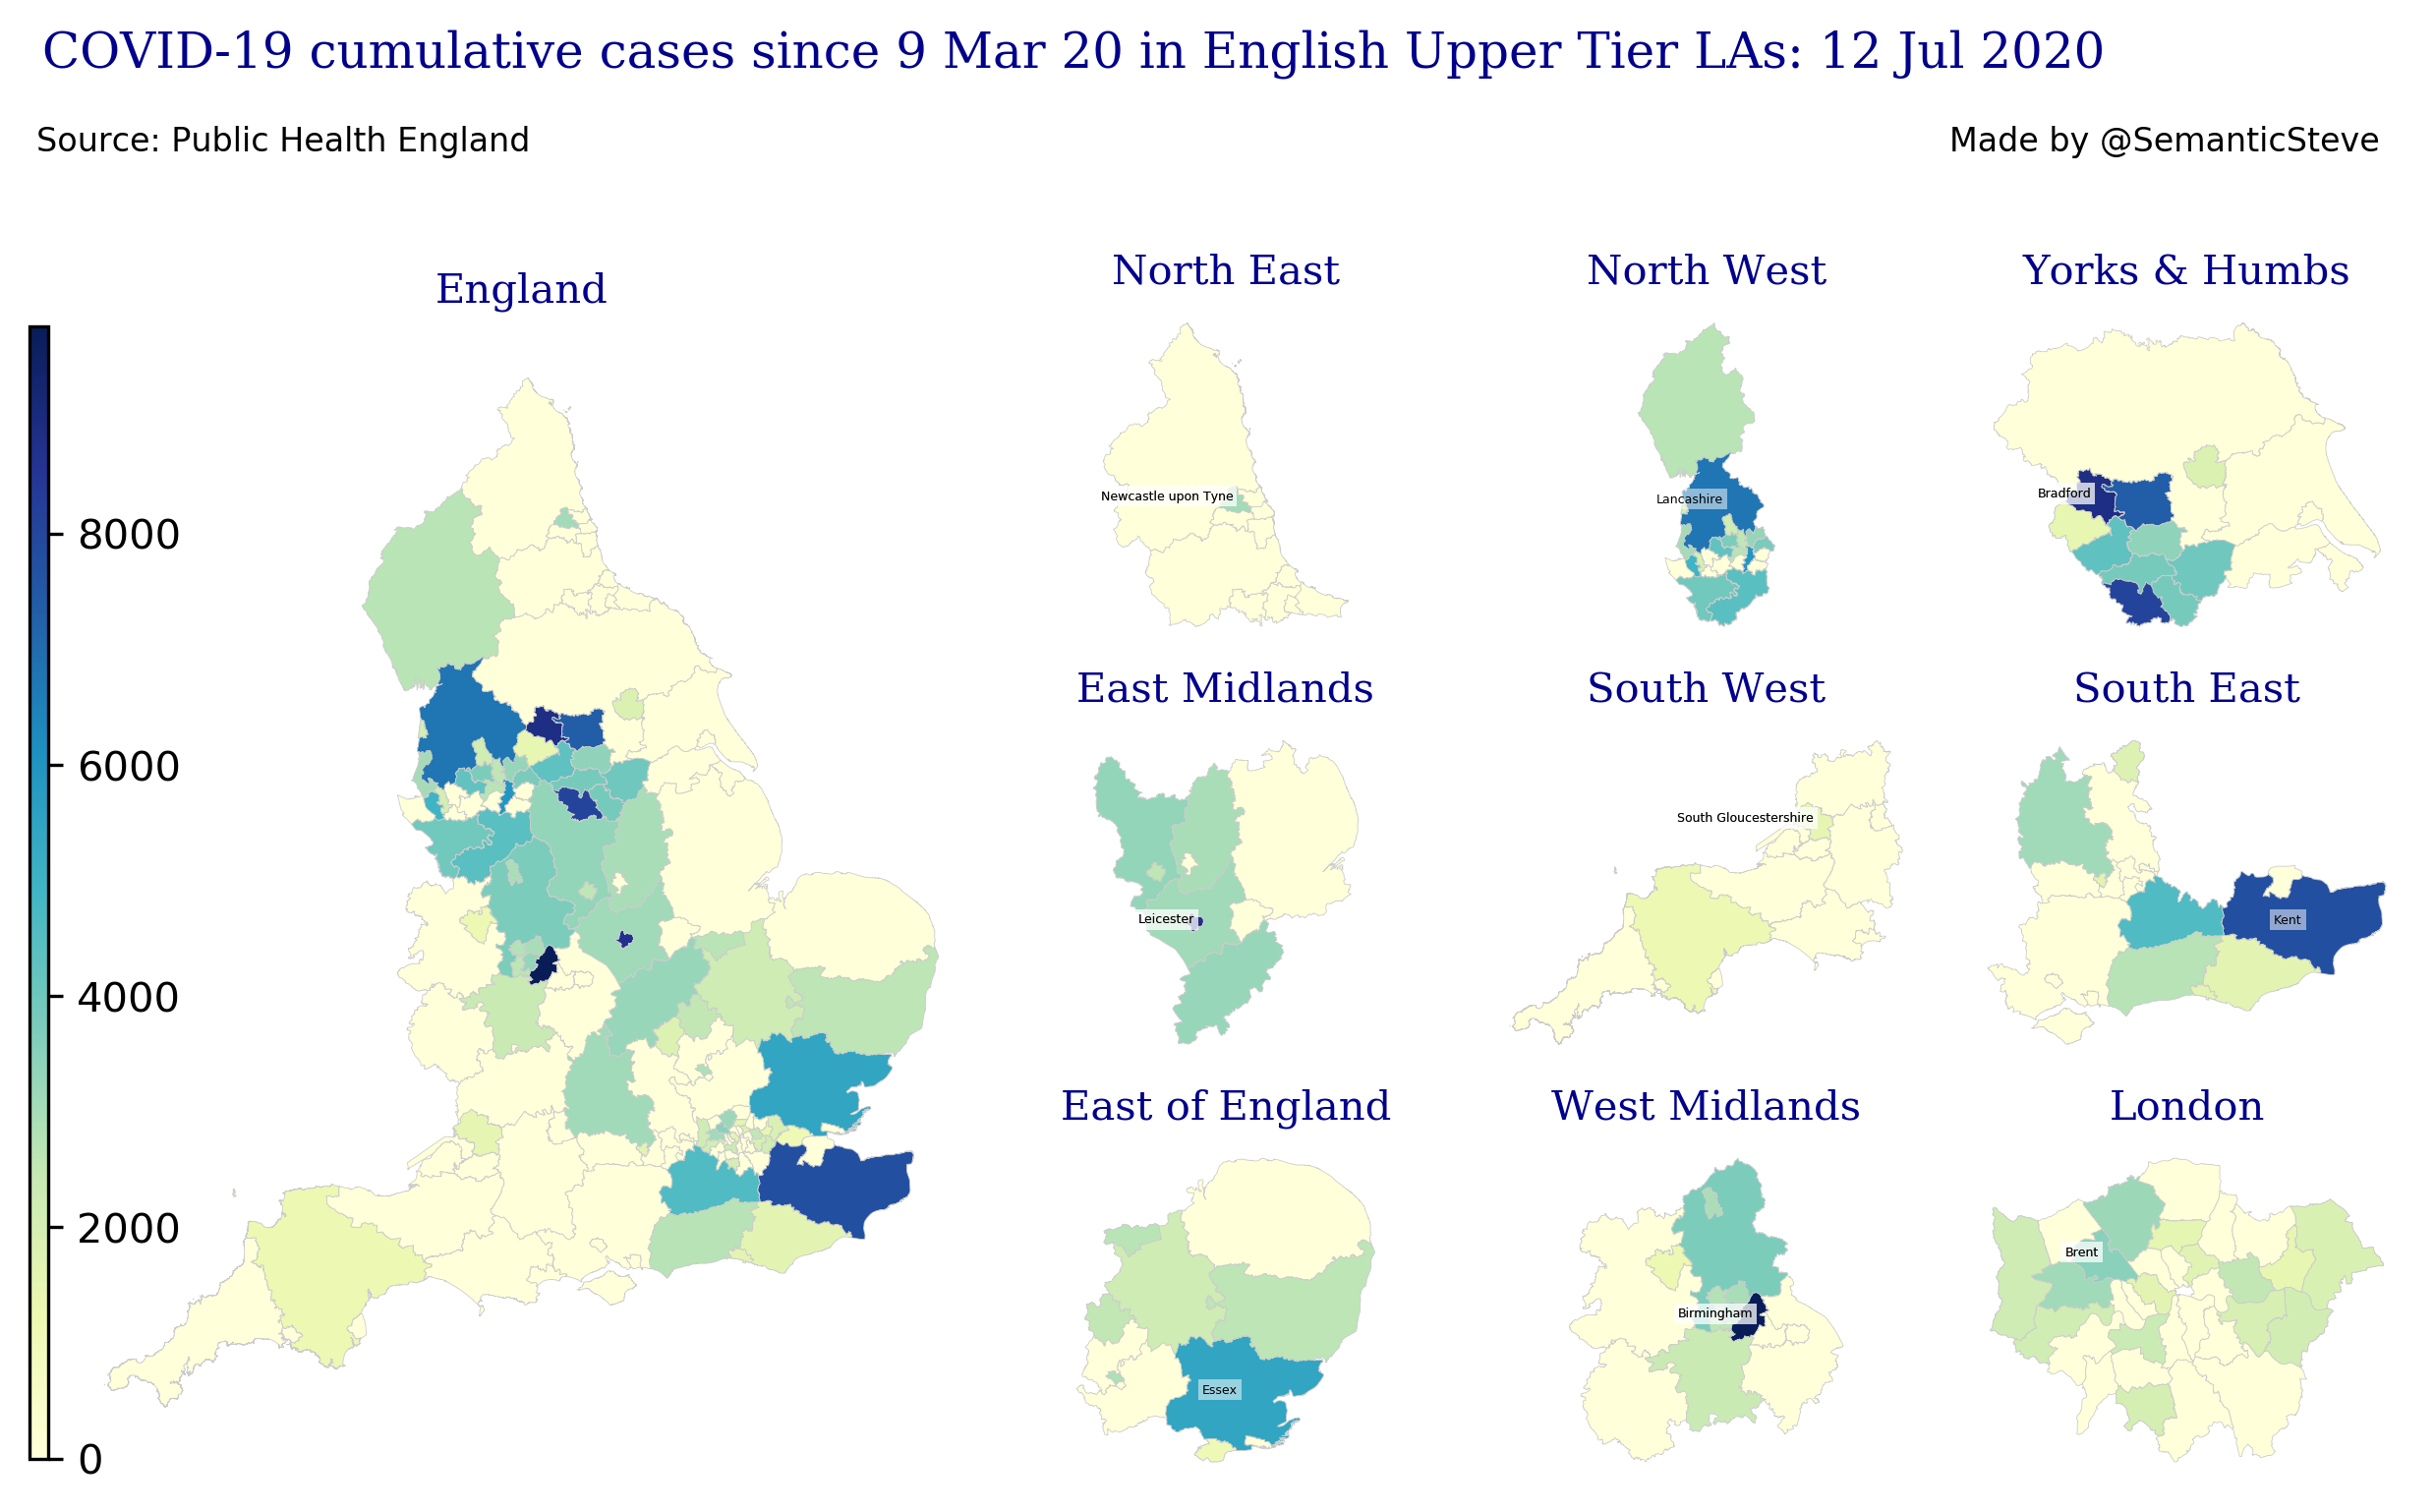 COVID-19 cumulative cases since 9 Mar 20 in English Upper Tier LAs: 12 Jul 2020
Source: Public Health England
Made by @SemanticSteve
England
8000
6000
4000
2000
0
North East
Newcastle upon Tyne
North West
Lancashire
Yorks & Humbs
Bradford
East Midlands
Leicester
South West
South Gloucestershire
South East
Kent
East of England
Essex
West Midlands
Birmingham
London
Brent